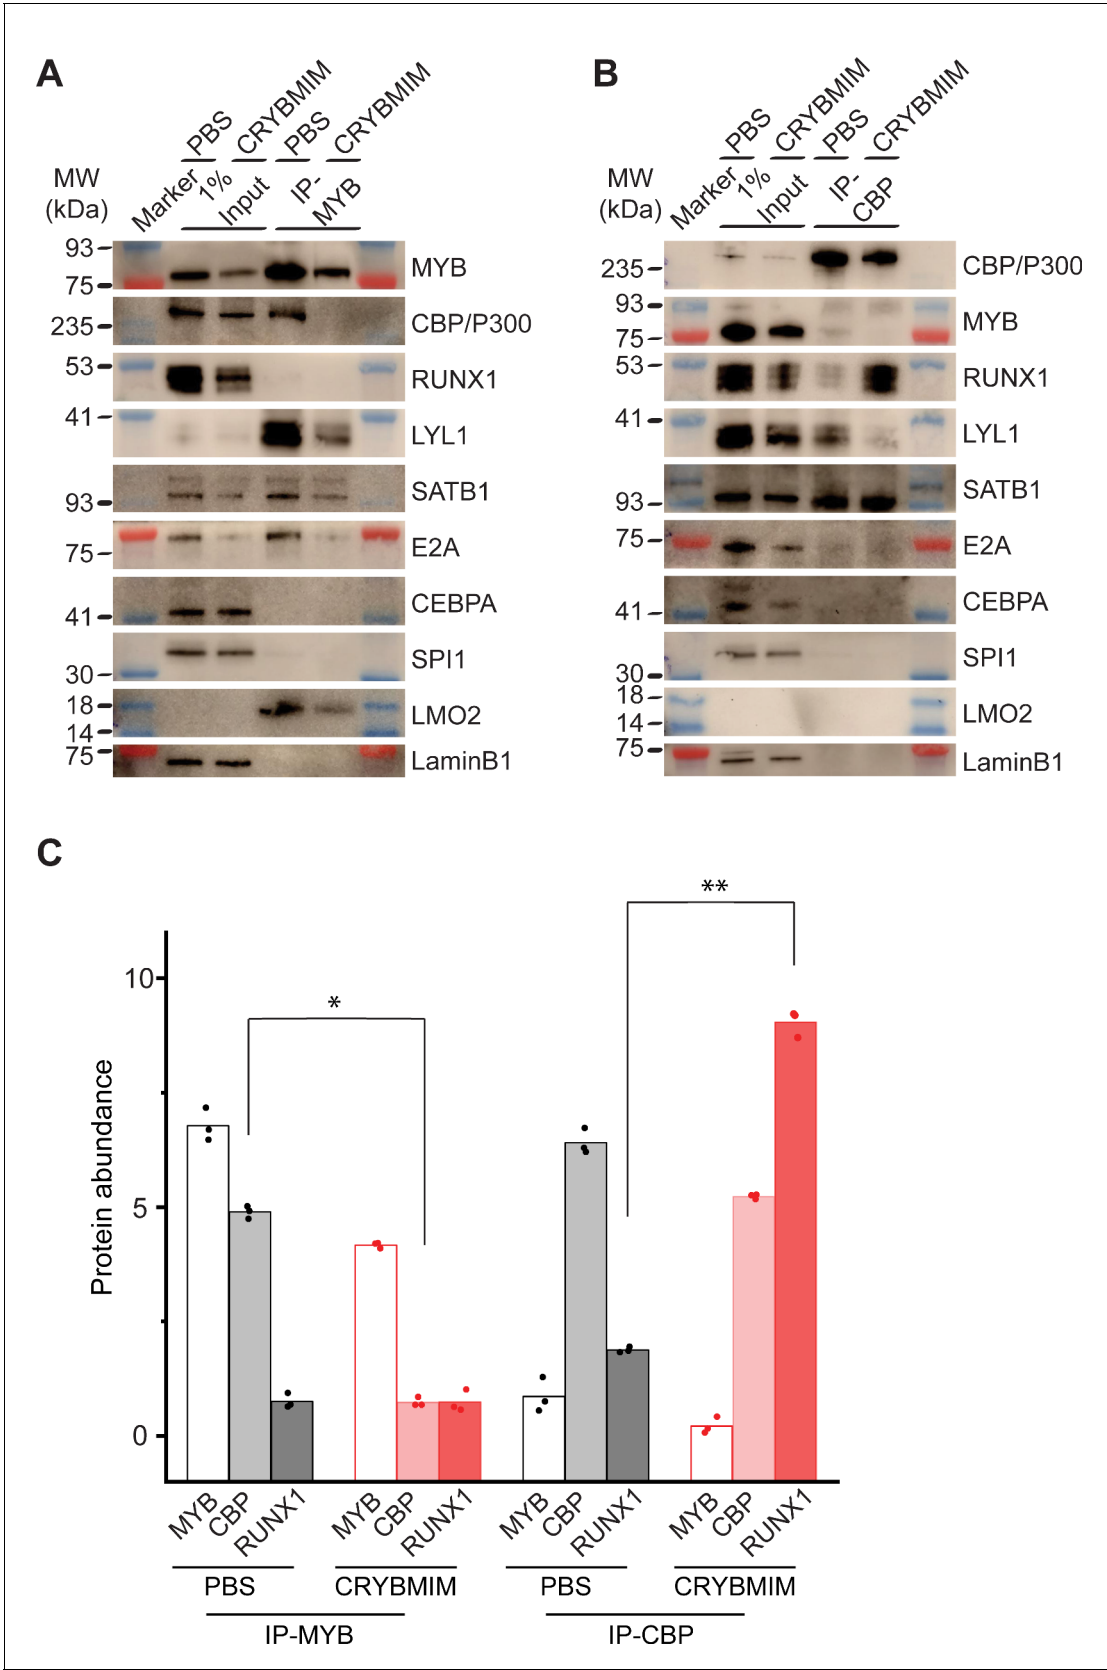 A
PBS
CRYBMIM
PBS
CRYBMIM
MW
(kDa)
Marker
1%
Input
IP-
MYB
93
75
MYB
235
CBP/P300
53
RUNX1
41
LYL1
93
SATB1
75
E2A
41
CEBPA
30
SPI1
18
14
LMO2
75
LaminB1
B
PBS
CRYBMIM
PBS
CRYBMIM
MW
(kDa)
Marker
1%
Input
IP-
CBP
235
CBP/P300
93
75
MYB
53
RUNX1
41
LYL1
93
SATB1
75
E2A
41
CEBPA
30
SPI1
18
14
LMO2
75
LaminB1
C
Protein abundance
10
5
0
*
**
MYB CBP RUNX1 MYB CBP RUNX1 MYB CBP RUNX1 MYB CBP RUNX1
PBS CRYBMIM PBS CRYBMIM
IP-MYB IP-CBP